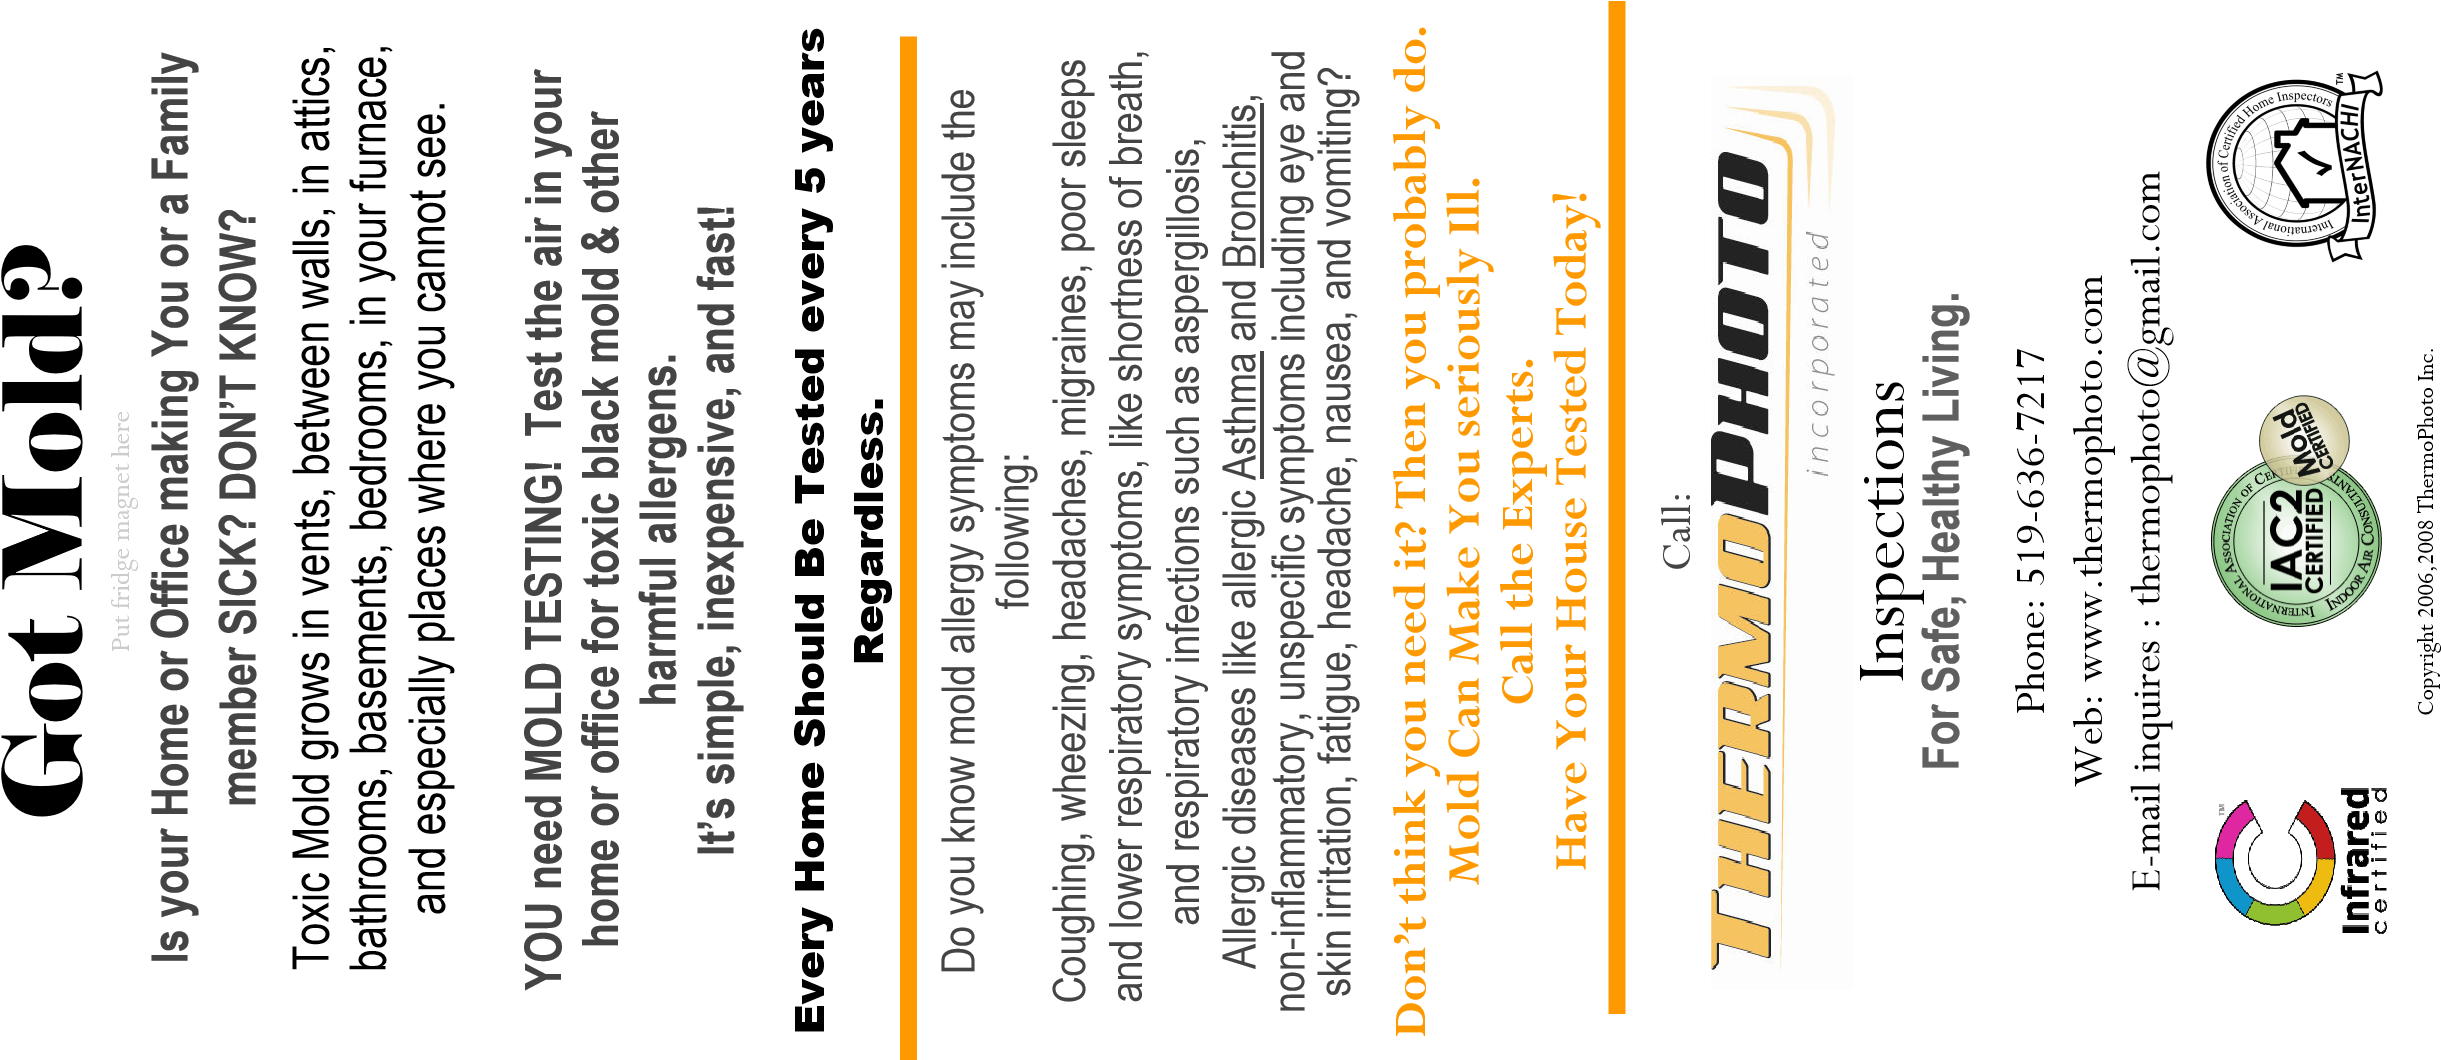 Got Mold?
Put fridge magnet here
Is your Home or Office making You or a Family
member SICK? DON'T KNOW?
Toxic Mold grows in vents, between walls, in attics,
bathrooms, basements, bedrooms, in your furnace,
and especially places where you cannot see.
YOU need MOLD TESTING! Test the air in your
home or office for toxic black mold & other
harmful allergens.
It's simple, inexpensive, and fast!
Every Home Should Be Tested every 5 years
Regardless.
Do you know mold allergy symptoms may include the
following:
Coughing, wheezing, headaches, migraines, poor sleeps
and lower respiratory symptoms, like shortness of breath,
and respiratory infections such as aspergillosis,
Allergic diseases like allergic Asthma and Bronchitis,
non-inflammatory, unspecific symptoms including eye and
skin irritation, fatigue, headache, nausea, and vomiting?
Don't think you need it? Then you probably do.
Mold Can Make You seriously Ill.
Call the Experts.
Have Your House Tested Today!
Call:
THERMOPHOTO
incorporated
Inspections
For Safe, Healthy Living.
Phone: 519-636-7217
Web: www.thermophoto.com
E-mail inquires : thermophoto@gmail.com
TM
Infrared
certified
INTERNATIONAL ASSOCIATION OF CERTIFIED
INDOOR AIR CONSULTANTS
IAC2
CERTIFIED
Mold
CERTIFIED
International Association of Certified Home Inspectors
InterNACHI
TM
Copyright 2006,2008 ThermoPhoto Inc.